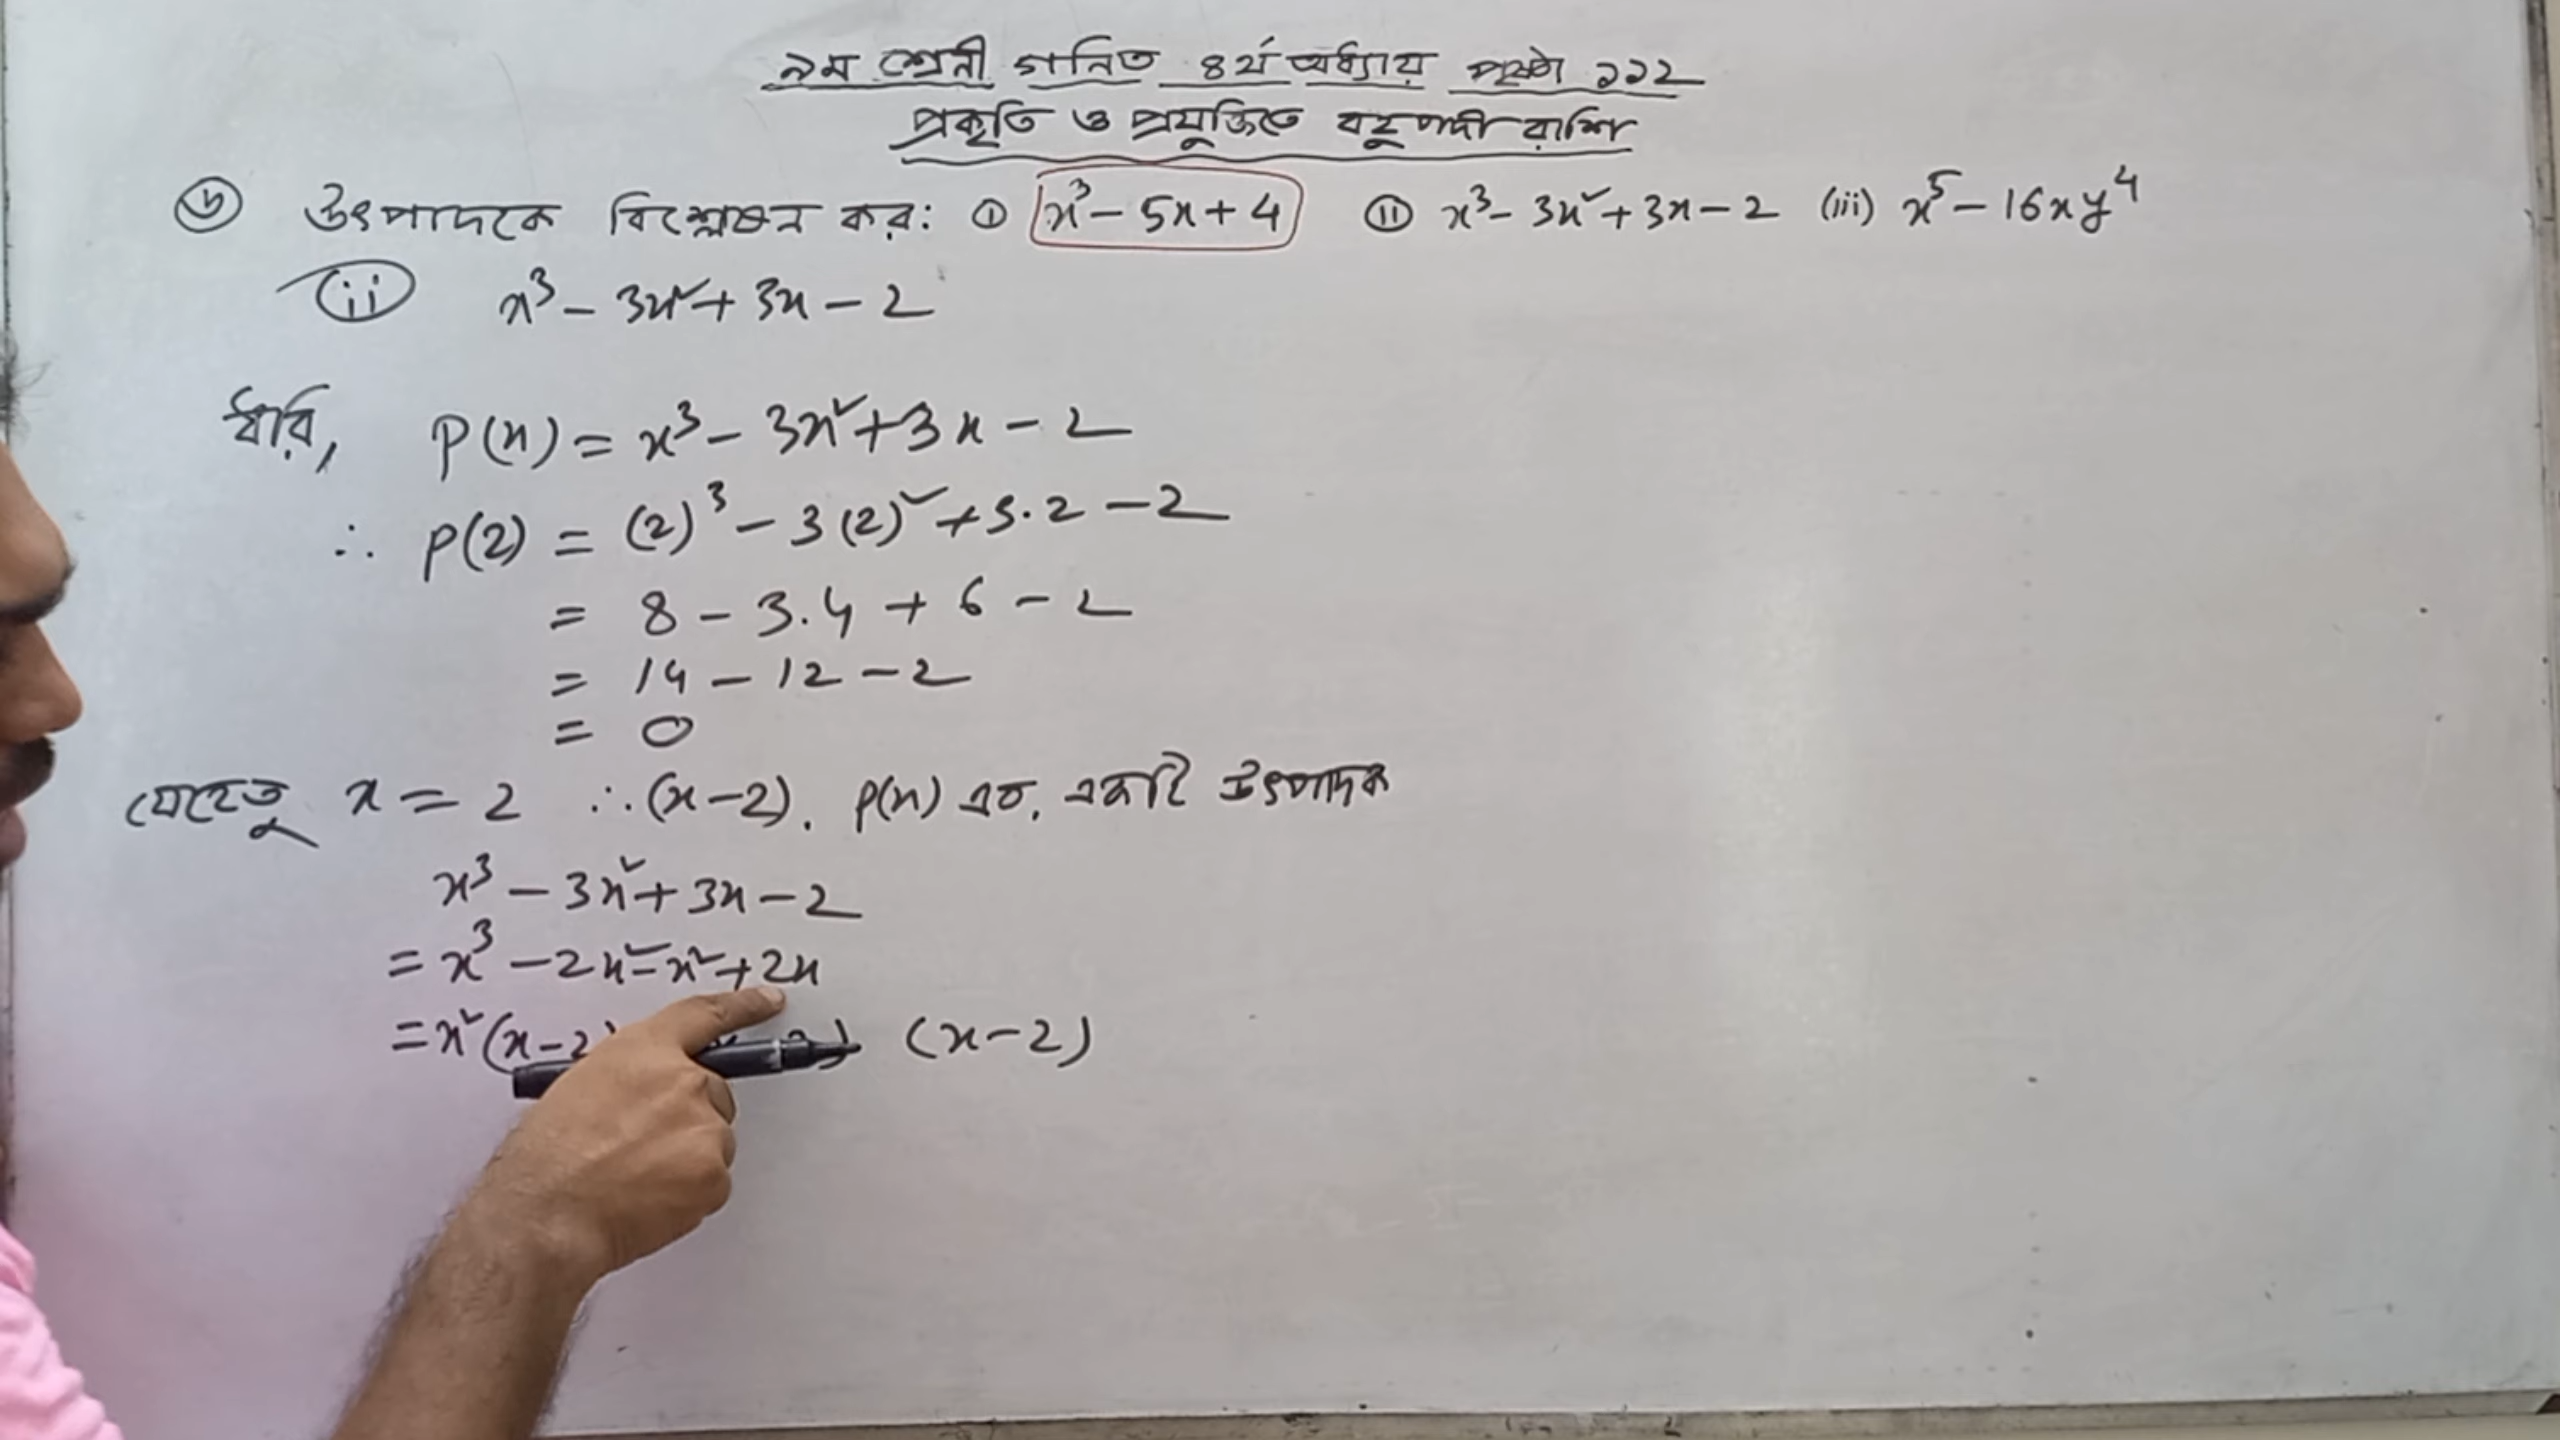 ৯ম শ্রেনী গনিত ৪র্থ অধ্যায় পৃষ্ঠা ১১২
প্রকৃতি ও প্রযুক্তিতে বহুপদী রাশি
৬ উৎপাদকে বিশ্লেষন কর: (i) x³ - 5x + 4 (ii) x³ - 3x² + 3x - 2 (iii) x⁵ - 16xy⁴
(ii) x³ - 3x² + 3x - 2
ধরি, P(x) = x³ - 3x² + 3x - 2
∴ P(2) = (2)³ - 3(2)² + 3.2 - 2
= 8 - 3.4 + 6 - 2
= 14 - 12 - 2
= 0
যেহেতু x = 2 ∴ (x-2). P(x) এর একটি উৎপাদক
x³ - 3x² + 3x - 2
= x³ - 2x² - x² + 2x
= x²(x-2) (x-2)